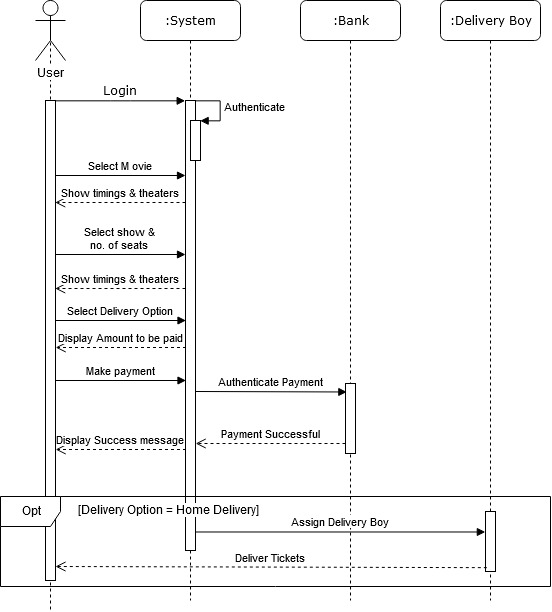 :System
:Bank
:Delivery Boy
User
Login
Authenticate
Select Movie
Show timings & theaters
Select show &
no. of seats
Show timings & theaters
Select Delivery Option
Display Amount to be paid
Make payment
Authenticate Payment
Payment Successful
Display Success message
Opt
[Delivery Option = Home Delivery]
Assign Delivery Boy
Deliver Tickets